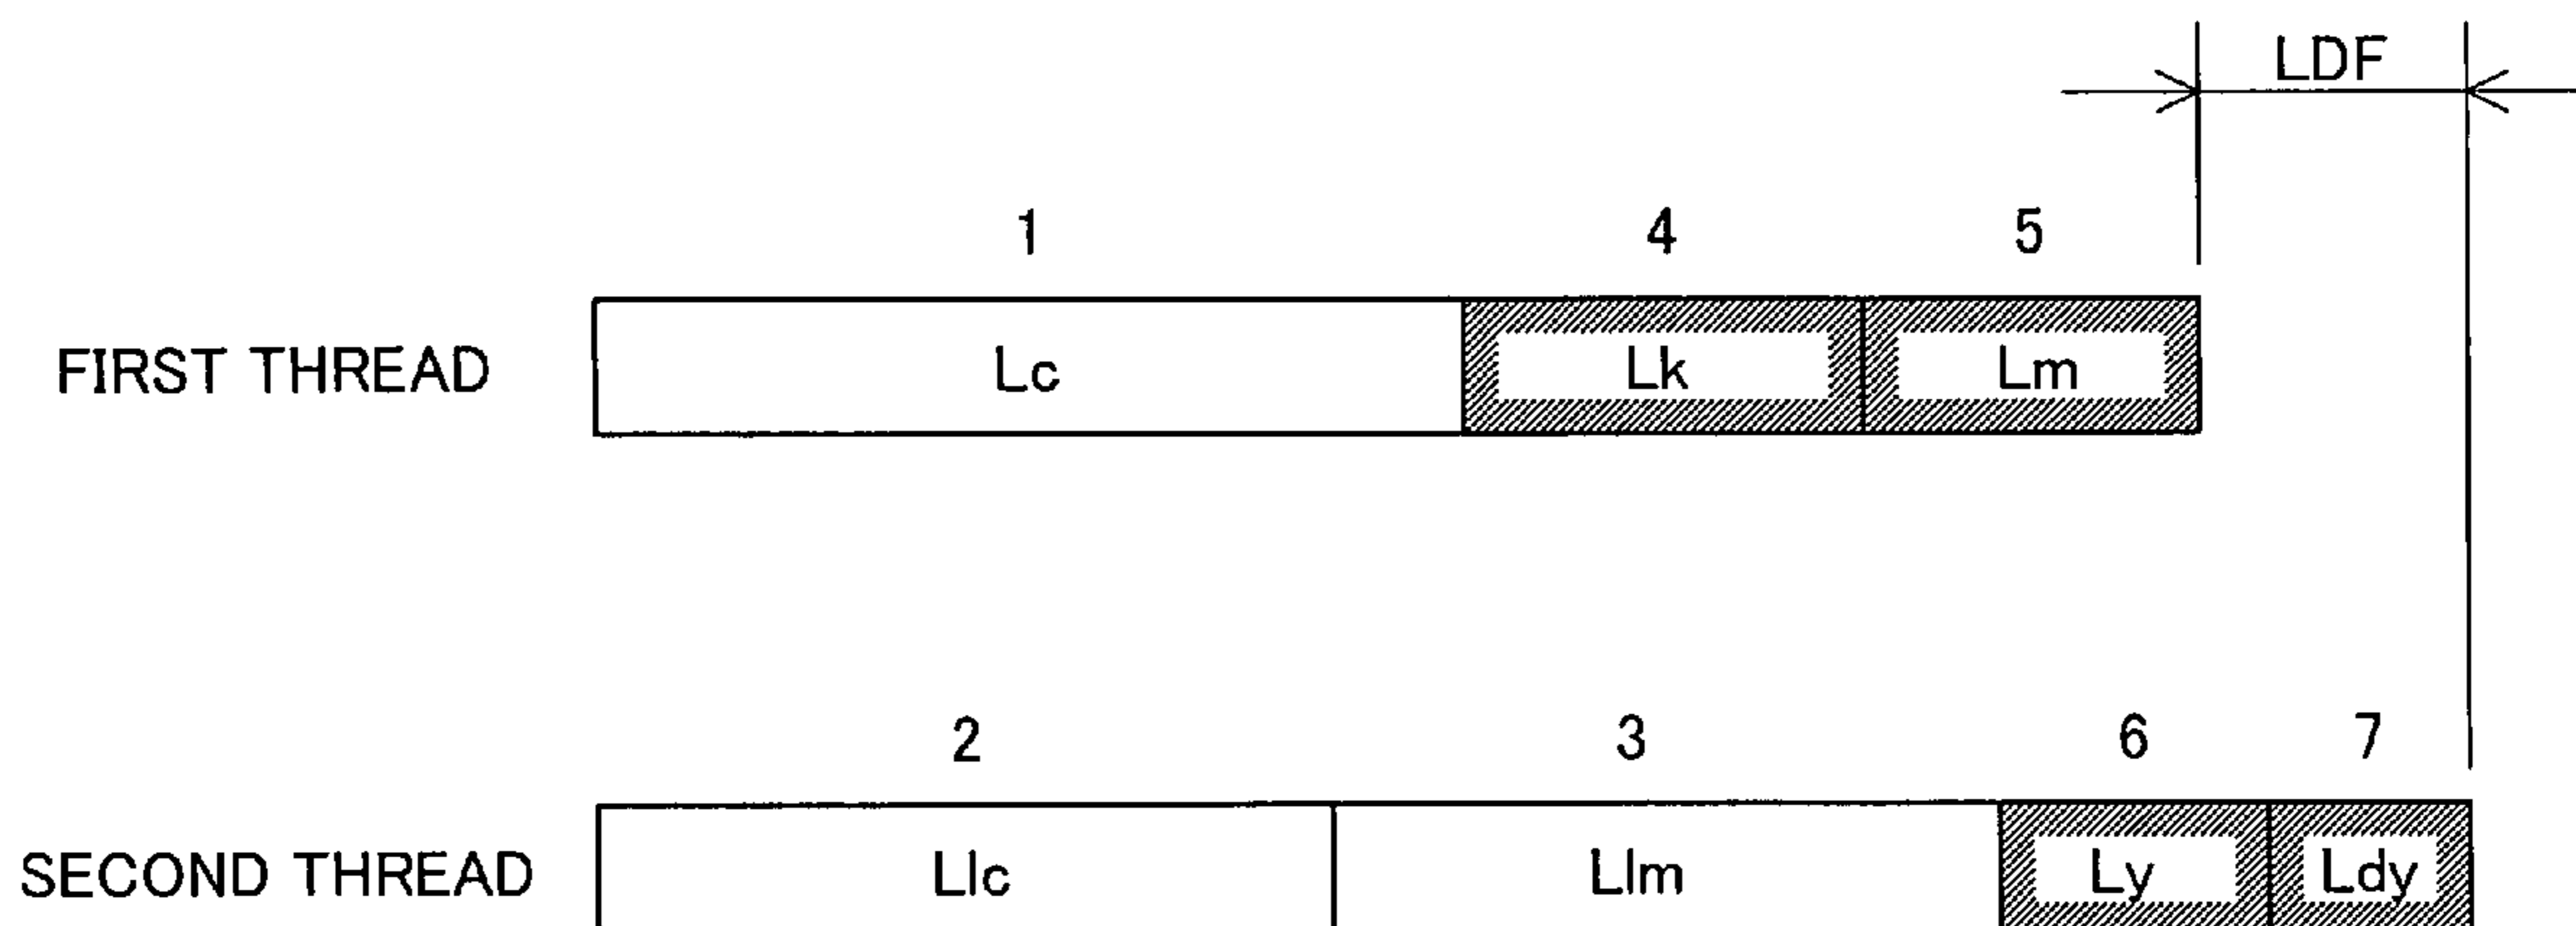 LDF
1 4 5
FIRST THREAD Lc Lk Lm
2 3 6 7
SECOND THREAD Llc Llm Ly Ldy